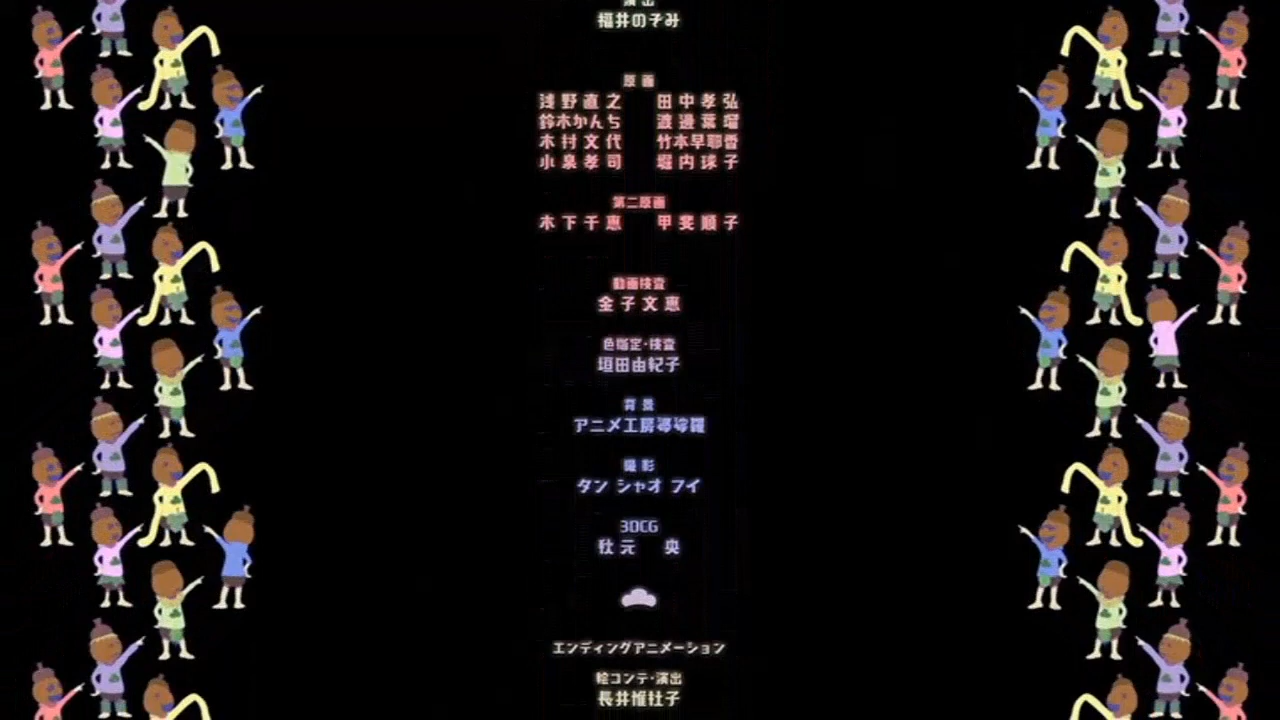 演出
福井のぞみ
原画
浅野直之 田中孝弘
鈴木かんち 渡邊葉瑠
木村文代 竹本早耶香
小泉孝司 堀内球子
第二原画
木下千恵 甲斐順子
動画検査
金子文恵
色指定・検査
垣田由紀子
背景
アニメ工房婆娑羅
撮影
タン シャオ フイ
3DCG
秋元 央
エンディングアニメーション
絵コンテ・演出
長井惟社子